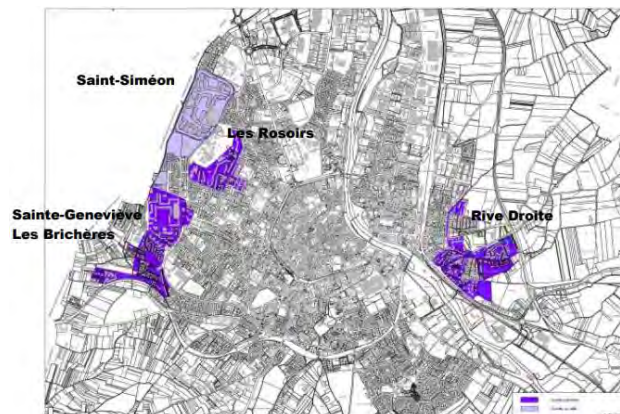 Saint-Siméon
Les Rosoirs
Sainte-Geneviève
Les Brichères
Rive Droite